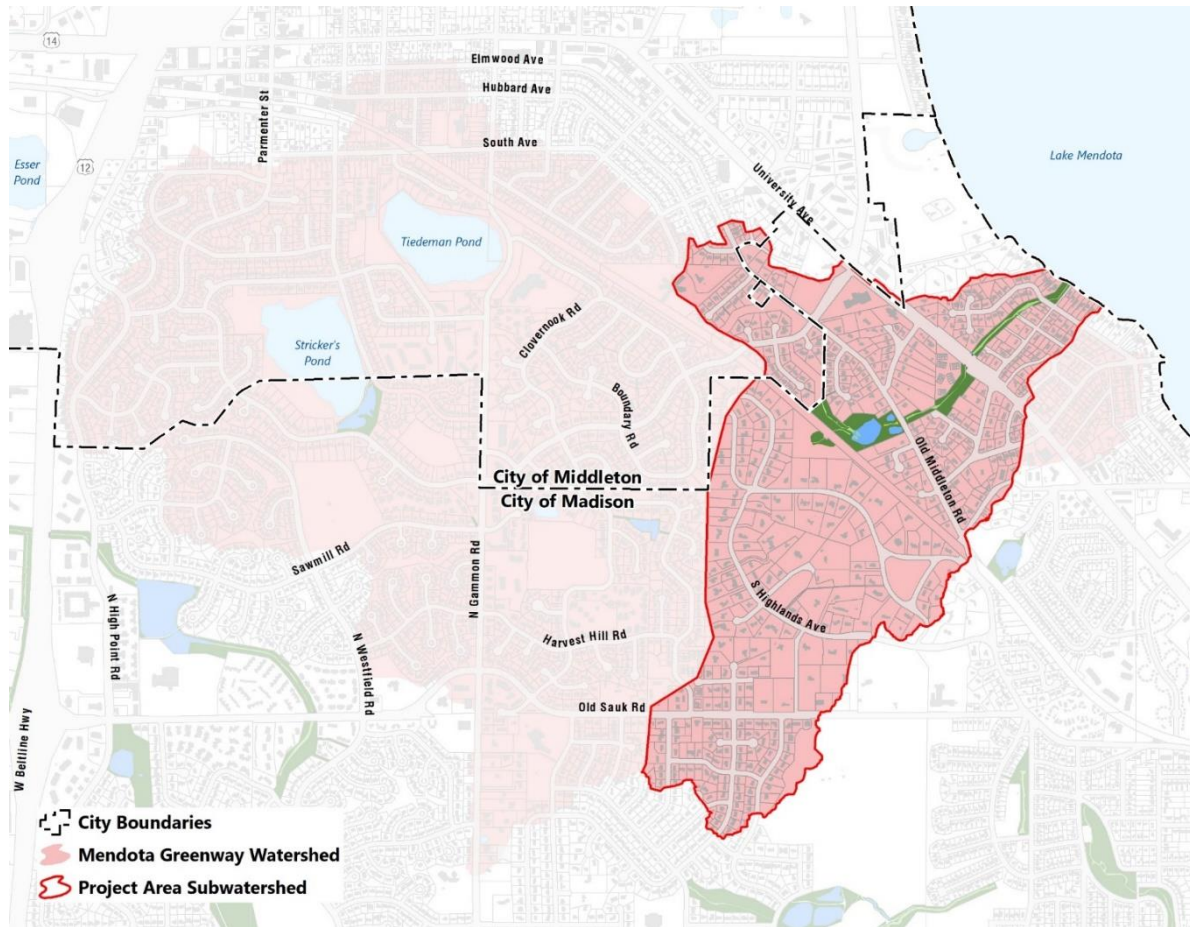 14
Elmwood Ave
Hubbard Ave
Parmenter St
South Ave
Esser
Pond
12
Lake Mendota
University Ave
Tiedeman Pond
Stricker's
Pond
Clovernook Rd
Boundary Rd
Old Middleton Rd
City of Middleton
City of Madison
Sawmill Rd
N Gammon Rd
S Highlands Ave
N High Point Rd
N Westfield Rd
Harvest Hill Rd
Old Sauk Rd
W Beltline Hwy
City Boundaries
Mendota Greenway Watershed
Project Area Subwatershed